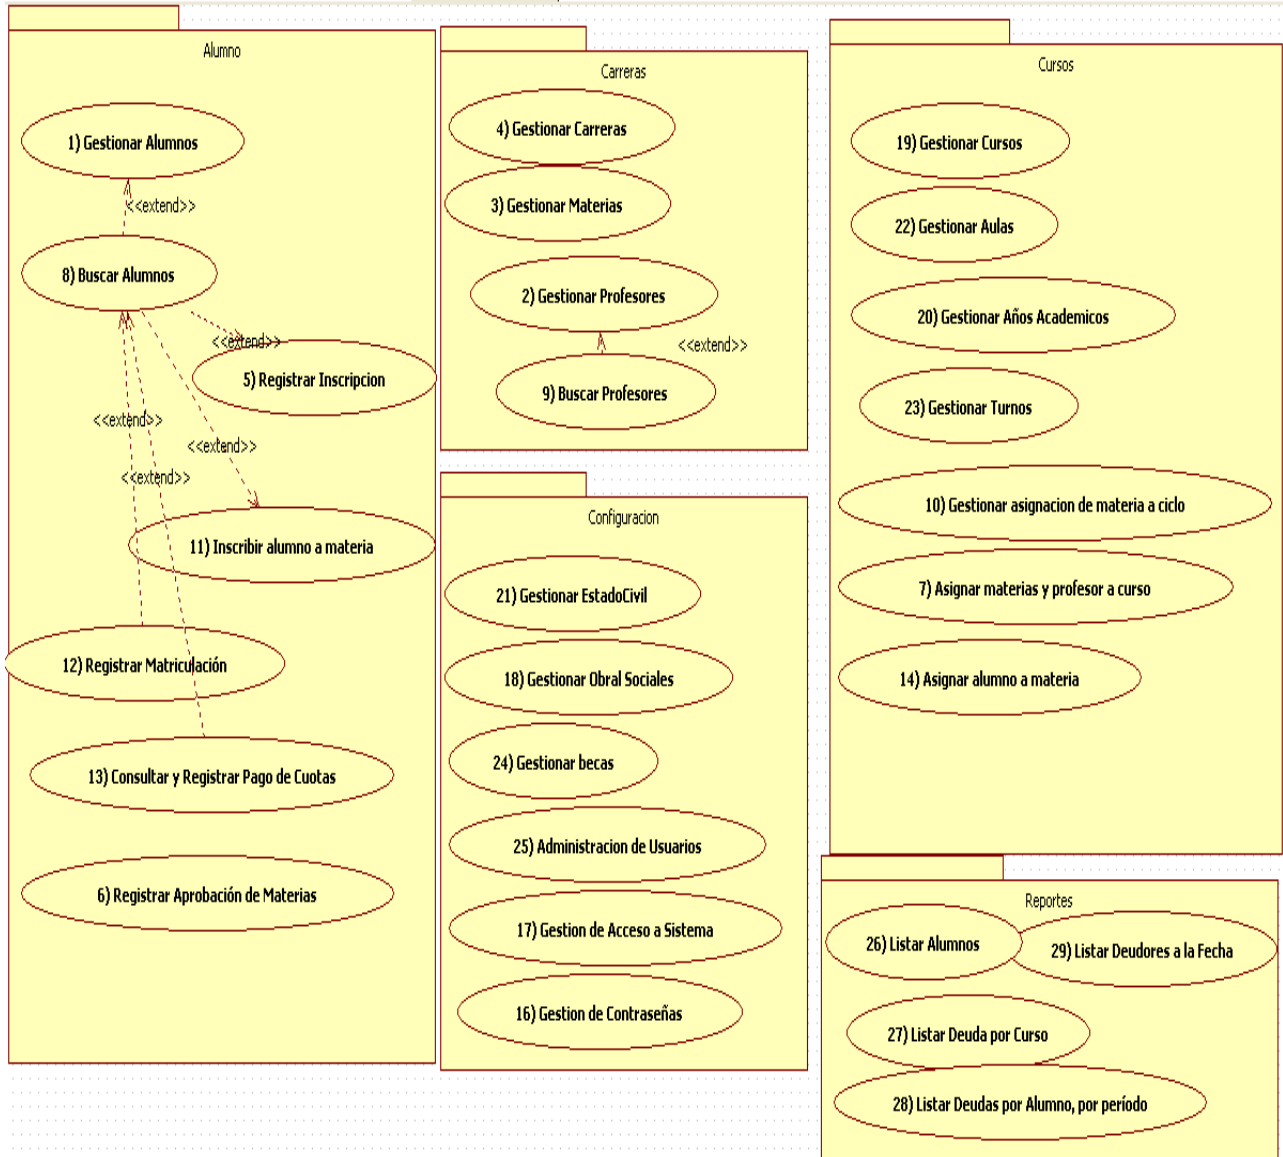 Alumno
1) Gestionar Alumnos
<<extend>>
8) Buscar Alumnos
<<extend>>
5) Registrar Inscripcion
<<extend>>
<<extend>>
<<extend>>
11) Inscribir alumno a materia
12) Registrar Matriculación
13) Consultar y Registrar Pago de Cuotas
6) Registrar Aprobación de Materias
Carreras
4) Gestionar Carreras
3) Gestionar Materias
2) Gestionar Profesores
<<extend>>
9) Buscar Profesores
Configuracion
21) Gestionar EstadoCivil
18) Gestionar Obral Sociales
24) Gestionar becas
25) Administracion de Usuarios
17) Gestion de Acceso a Sistema
16) Gestion de Contraseñas
Cursos
19) Gestionar Cursos
22) Gestionar Aulas
20) Gestionar Años Academicos
23) Gestionar Turnos
10) Gestionar asignacion de materia a ciclo
7) Asignar materias y profesor a curso
14) Asignar alumno a materia
Reportes
26) Listar Alumnos
29) Listar Deudores a la Fecha
27) Listar Deuda por Curso
28) Listar Deudas por Alumno, por período